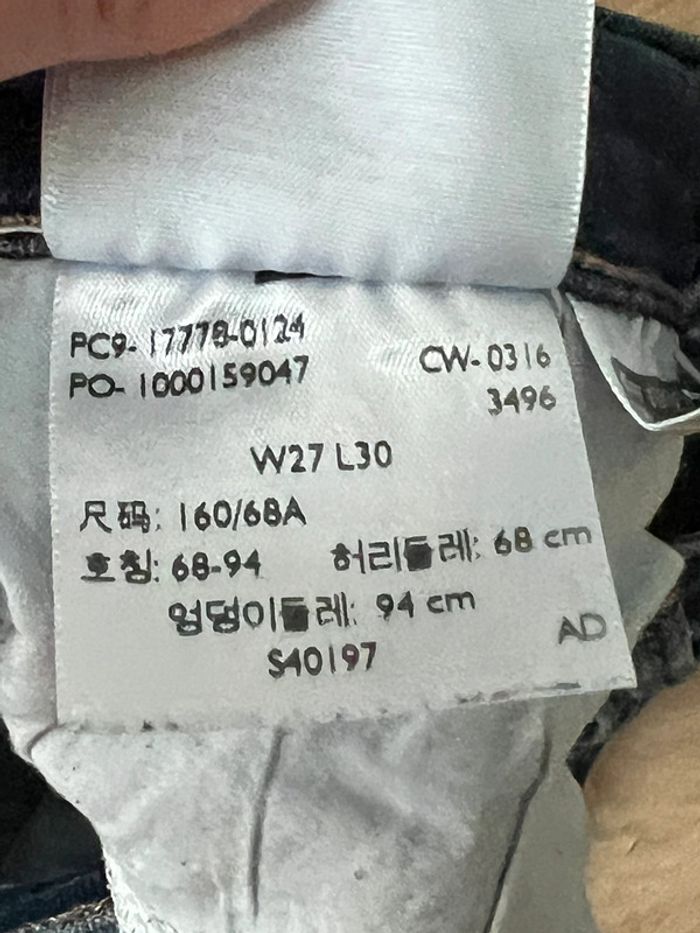 PC9-17778-0124
PO-1000159047
CW-0316
3496
W27 L30
尺码: 160/68A
호칭: 68-94
허리둘레: 68 cm
엉덩이둘레: 94 cm
S40197
AD